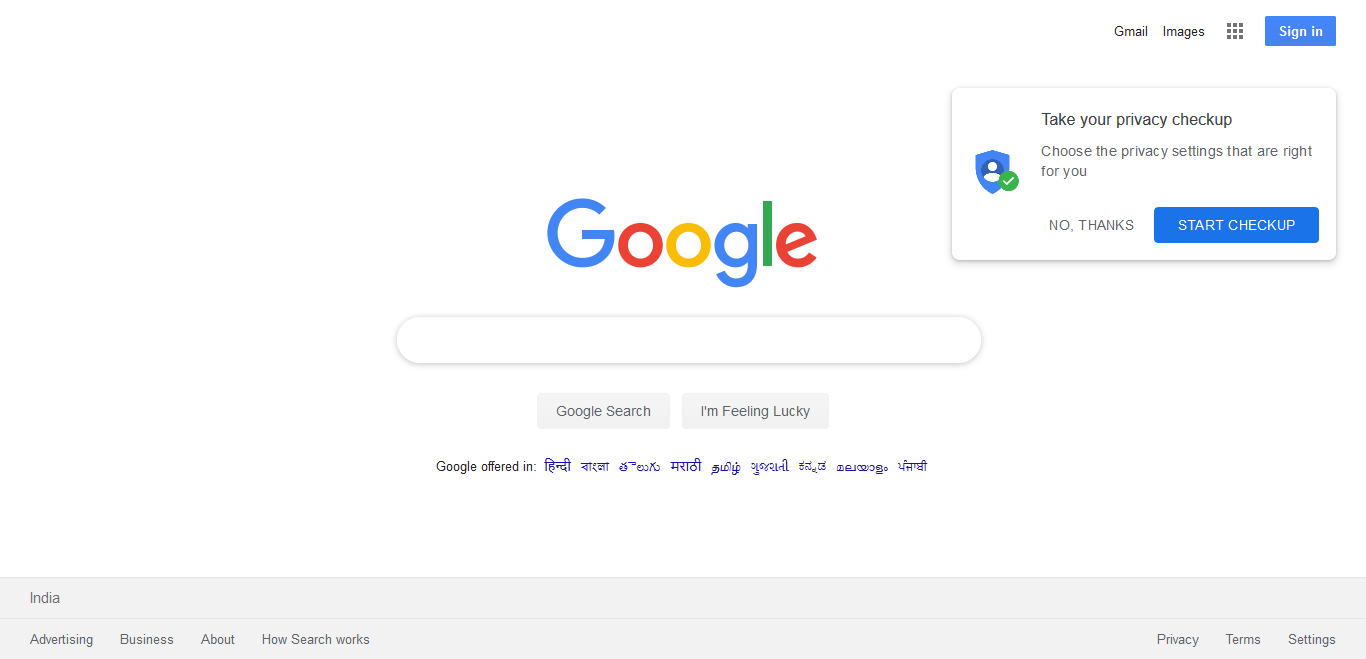 Gmail Images Sign in
Take your privacy checkup
Choose the privacy settings that are right
for you
NO, THANKS START CHECKUP
Google
Google Search I'm Feeling Lucky
Google offered in: हिन्दी বাংলা తెలుగు मराठी தமிழ் ગુજરાતી ಕನ್ನಡ മലയാളം ਪੰਜਾਬੀ
India
Advertising Business About How Search works Privacy Terms Settings